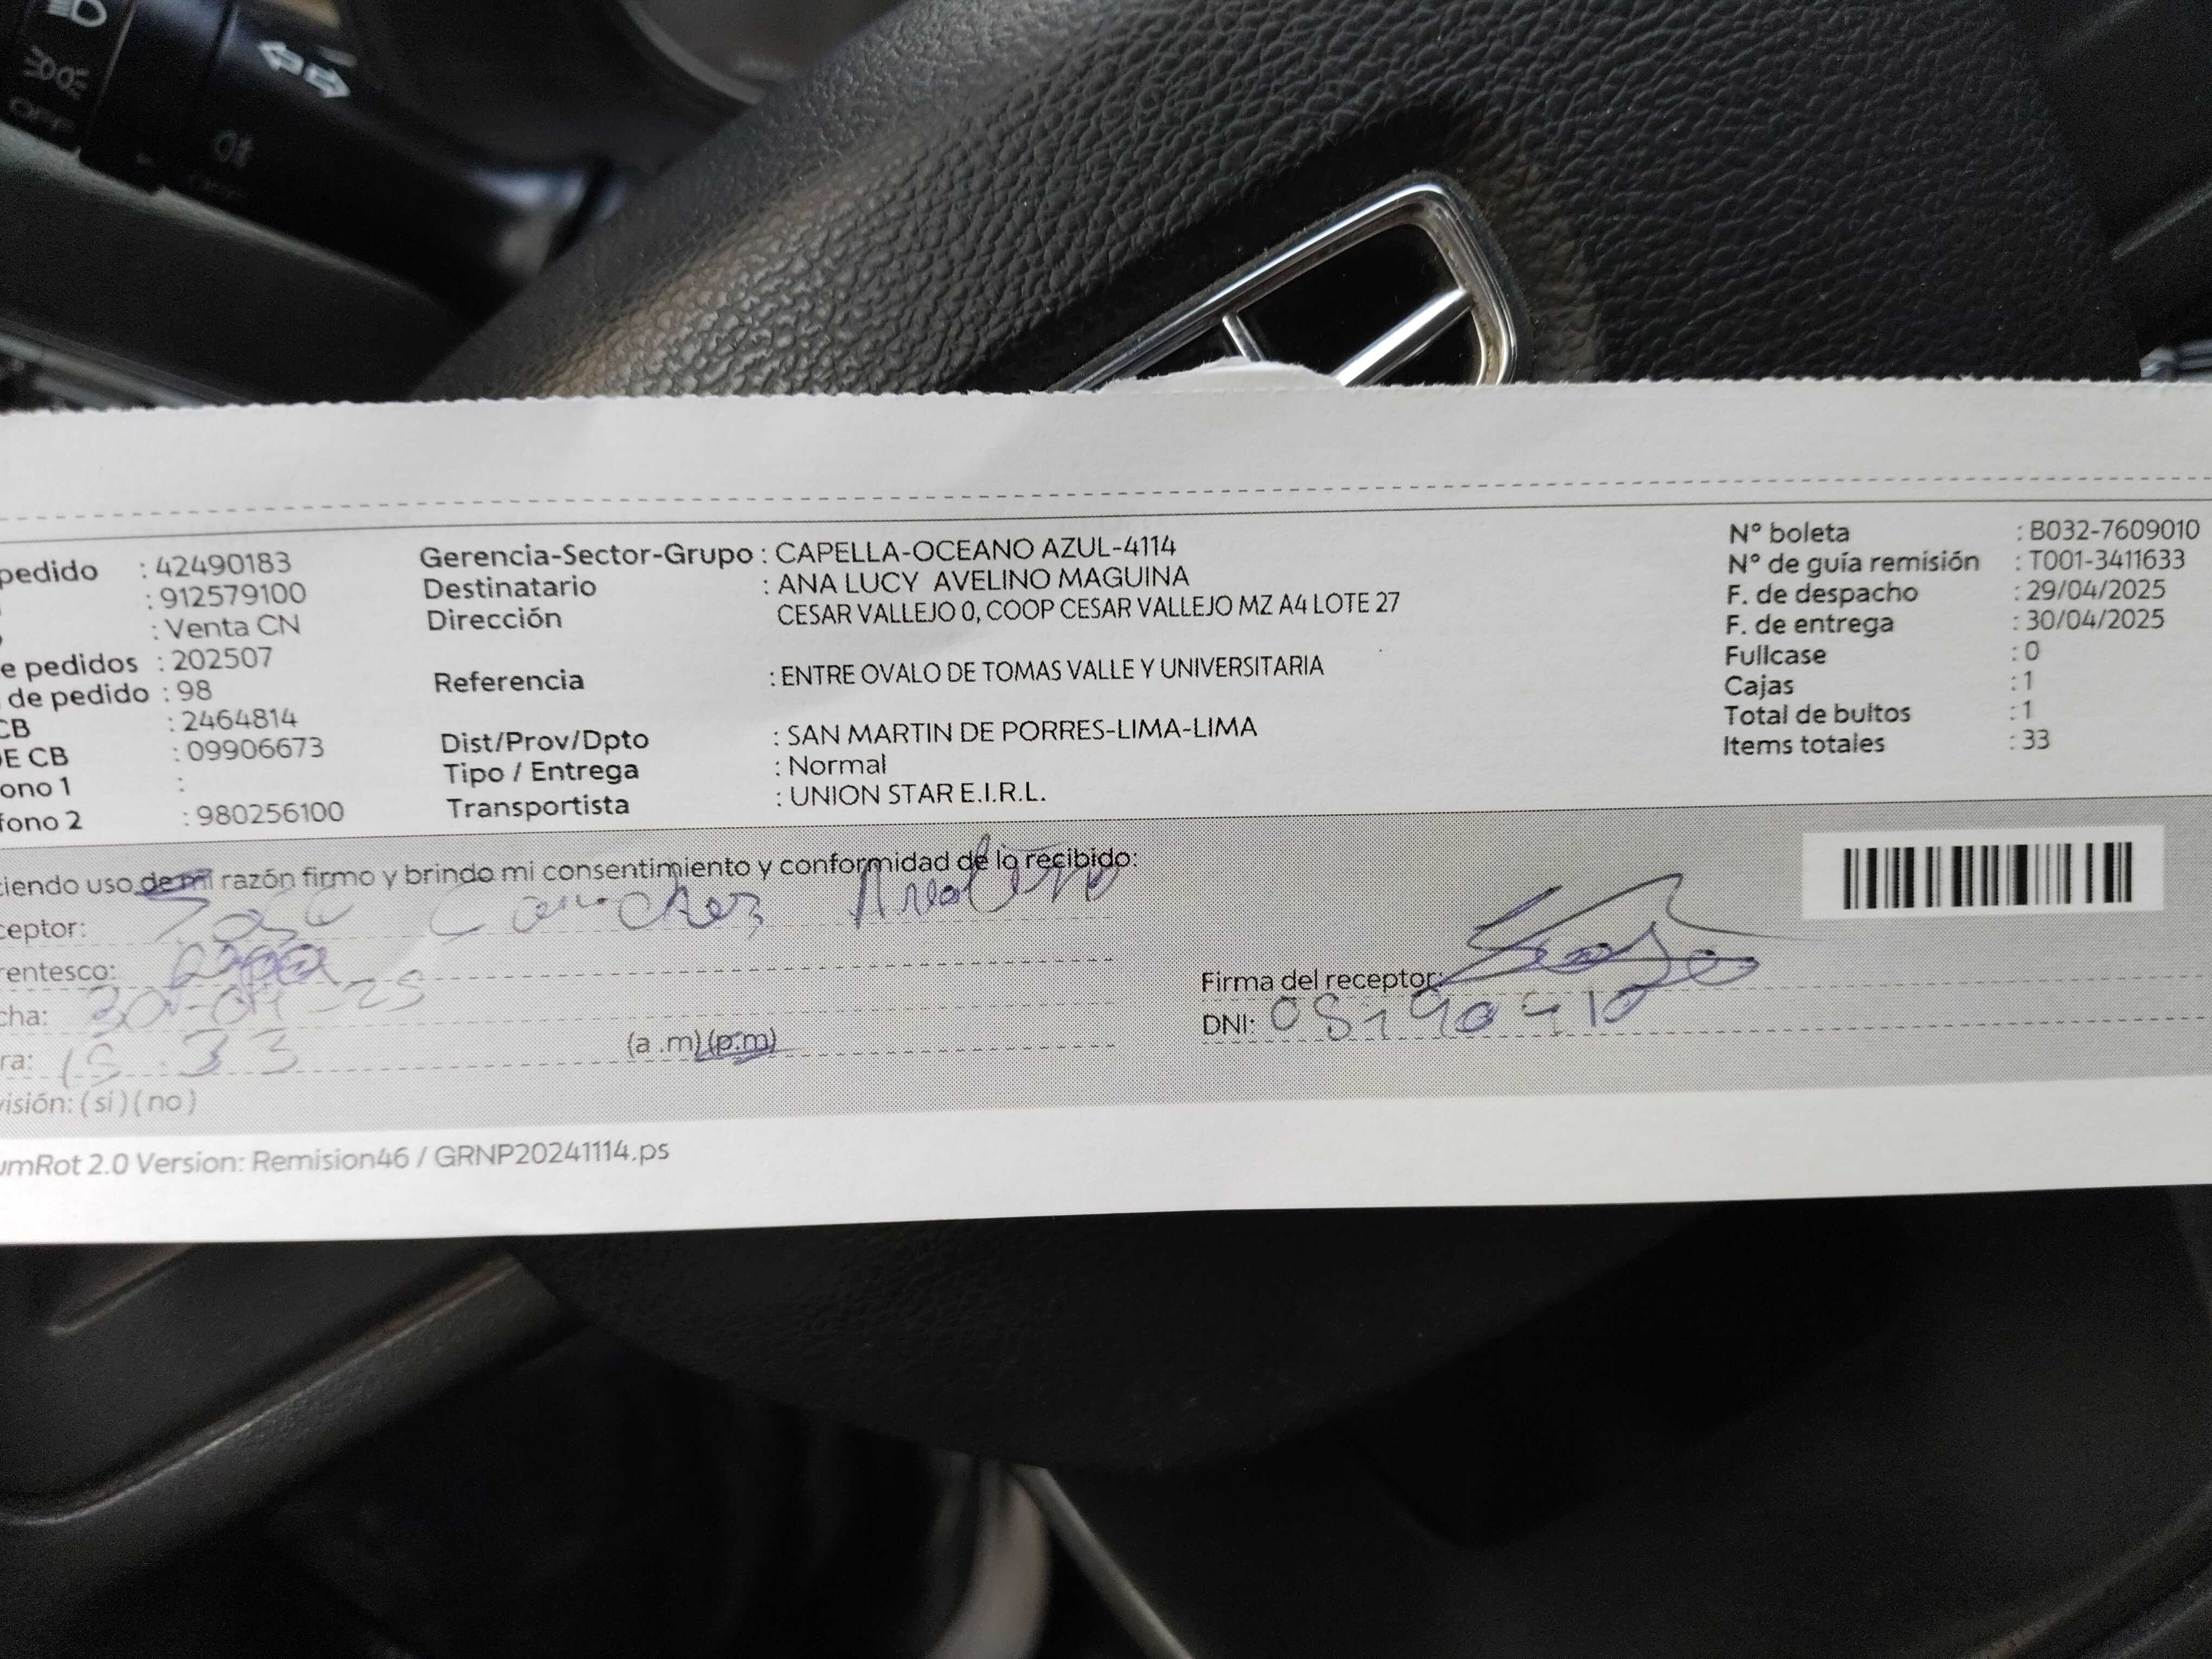 OFF
pedido : 42490183
: 912579100
: Venta CN
e pedidos : 202507
de pedido : 98
CB : 2464814
E CB : 09906673
ono 1 :
fono 2 : 980256100
Gerencia-Sector-Grupo : CAPELLA-OCEANO AZUL-4114
Destinatario : ANA LUCY AVELINO MAGUINA
Dirección CESAR VALLEJO 0, COOP CESAR VALLEJO MZ A4 LOTE 27
Referencia : ENTRE OVALO DE TOMAS VALLE Y UNIVERSITARIA
Dist/Prov/Dpto : SAN MARTIN DE PORRES-LIMA-LIMA
Tipo / Entrega : Normal
Transportista : UNION STAR E.I.R.L.
N° boleta : B032-7609010
N° de guía remisión : T001-3411633
F. de despacho : 29/04/2025
F. de entrega : 30/04/2025
Fullcase : 0
Cajas : 1
Total de bultos : 1
Items totales : 33
iendo uso de mi razón firmo y brindo mi consentimiento y conformidad de lo recibido:
ceptor: Jose
rentesco:
cha: 30-04-25
ra: 15:33 (a .m) (p.m)
visión: ( si ) ( no )
Firma del receptor:
DNI:
umRot 2.0 Version: Remision46 / GRNP20241114.ps